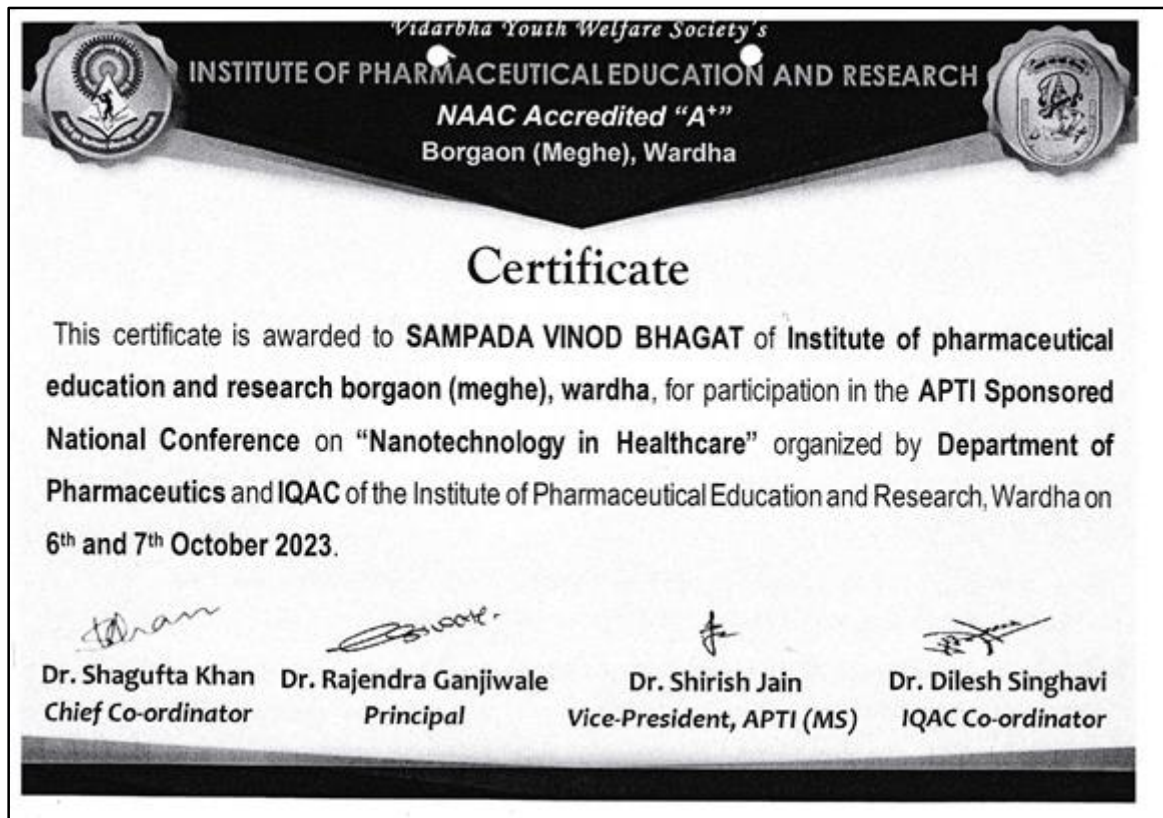 Vidarbha Youth Welfare Society's
INSTITUTE OF PHARMACEUTICAL EDUCATION AND RESEARCH
NAAC Accredited “A+”
Borgaon (Meghe), Wardha
Certificate
This certificate is awarded to SAMPADA VINOD BHAGAT of Institute of pharmaceutical
education and research borgaon (meghe), wardha, for participation in the APTI Sponsored
National Conference on “Nanotechnology in Healthcare” organized by Department of
Pharmaceutics and IQAC of the Institute of Pharmaceutical Education and Research, Wardha on
6th and 7th October 2023.
Dr. Shagufta Khan Dr. Rajendra Ganjiwale Dr. Shirish Jain Dr. Dilesh Singhavi
Chief Co-ordinator Principal Vice-President, APTI (MS) IQAC Co-ordinator